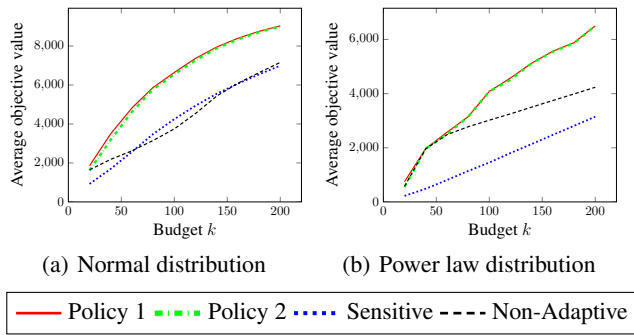 Average objective value
8,000
6,000
4,000
2,000
0
0 50 100 150 200
Budget k
(a) Normal distribution
Average objective value
6,000
4,000
2,000
0
0 50 100 150 200
Budget k
(b) Power law distribution
Policy 1 Policy 2 Sensitive Non-Adaptive